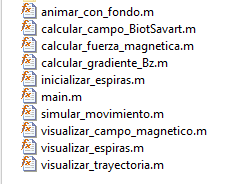 animar_con_fondo.m
calcular_campo_BiotSavart.m
calcular_fuerza_magnetica.m
calcular_gradiente_Bz.m
inicializar_espiras.m
main.m
simular_movimiento.m
visualizar_campo_magnetico.m
visualizar_espiras.m
visualizar_trayectoria.m